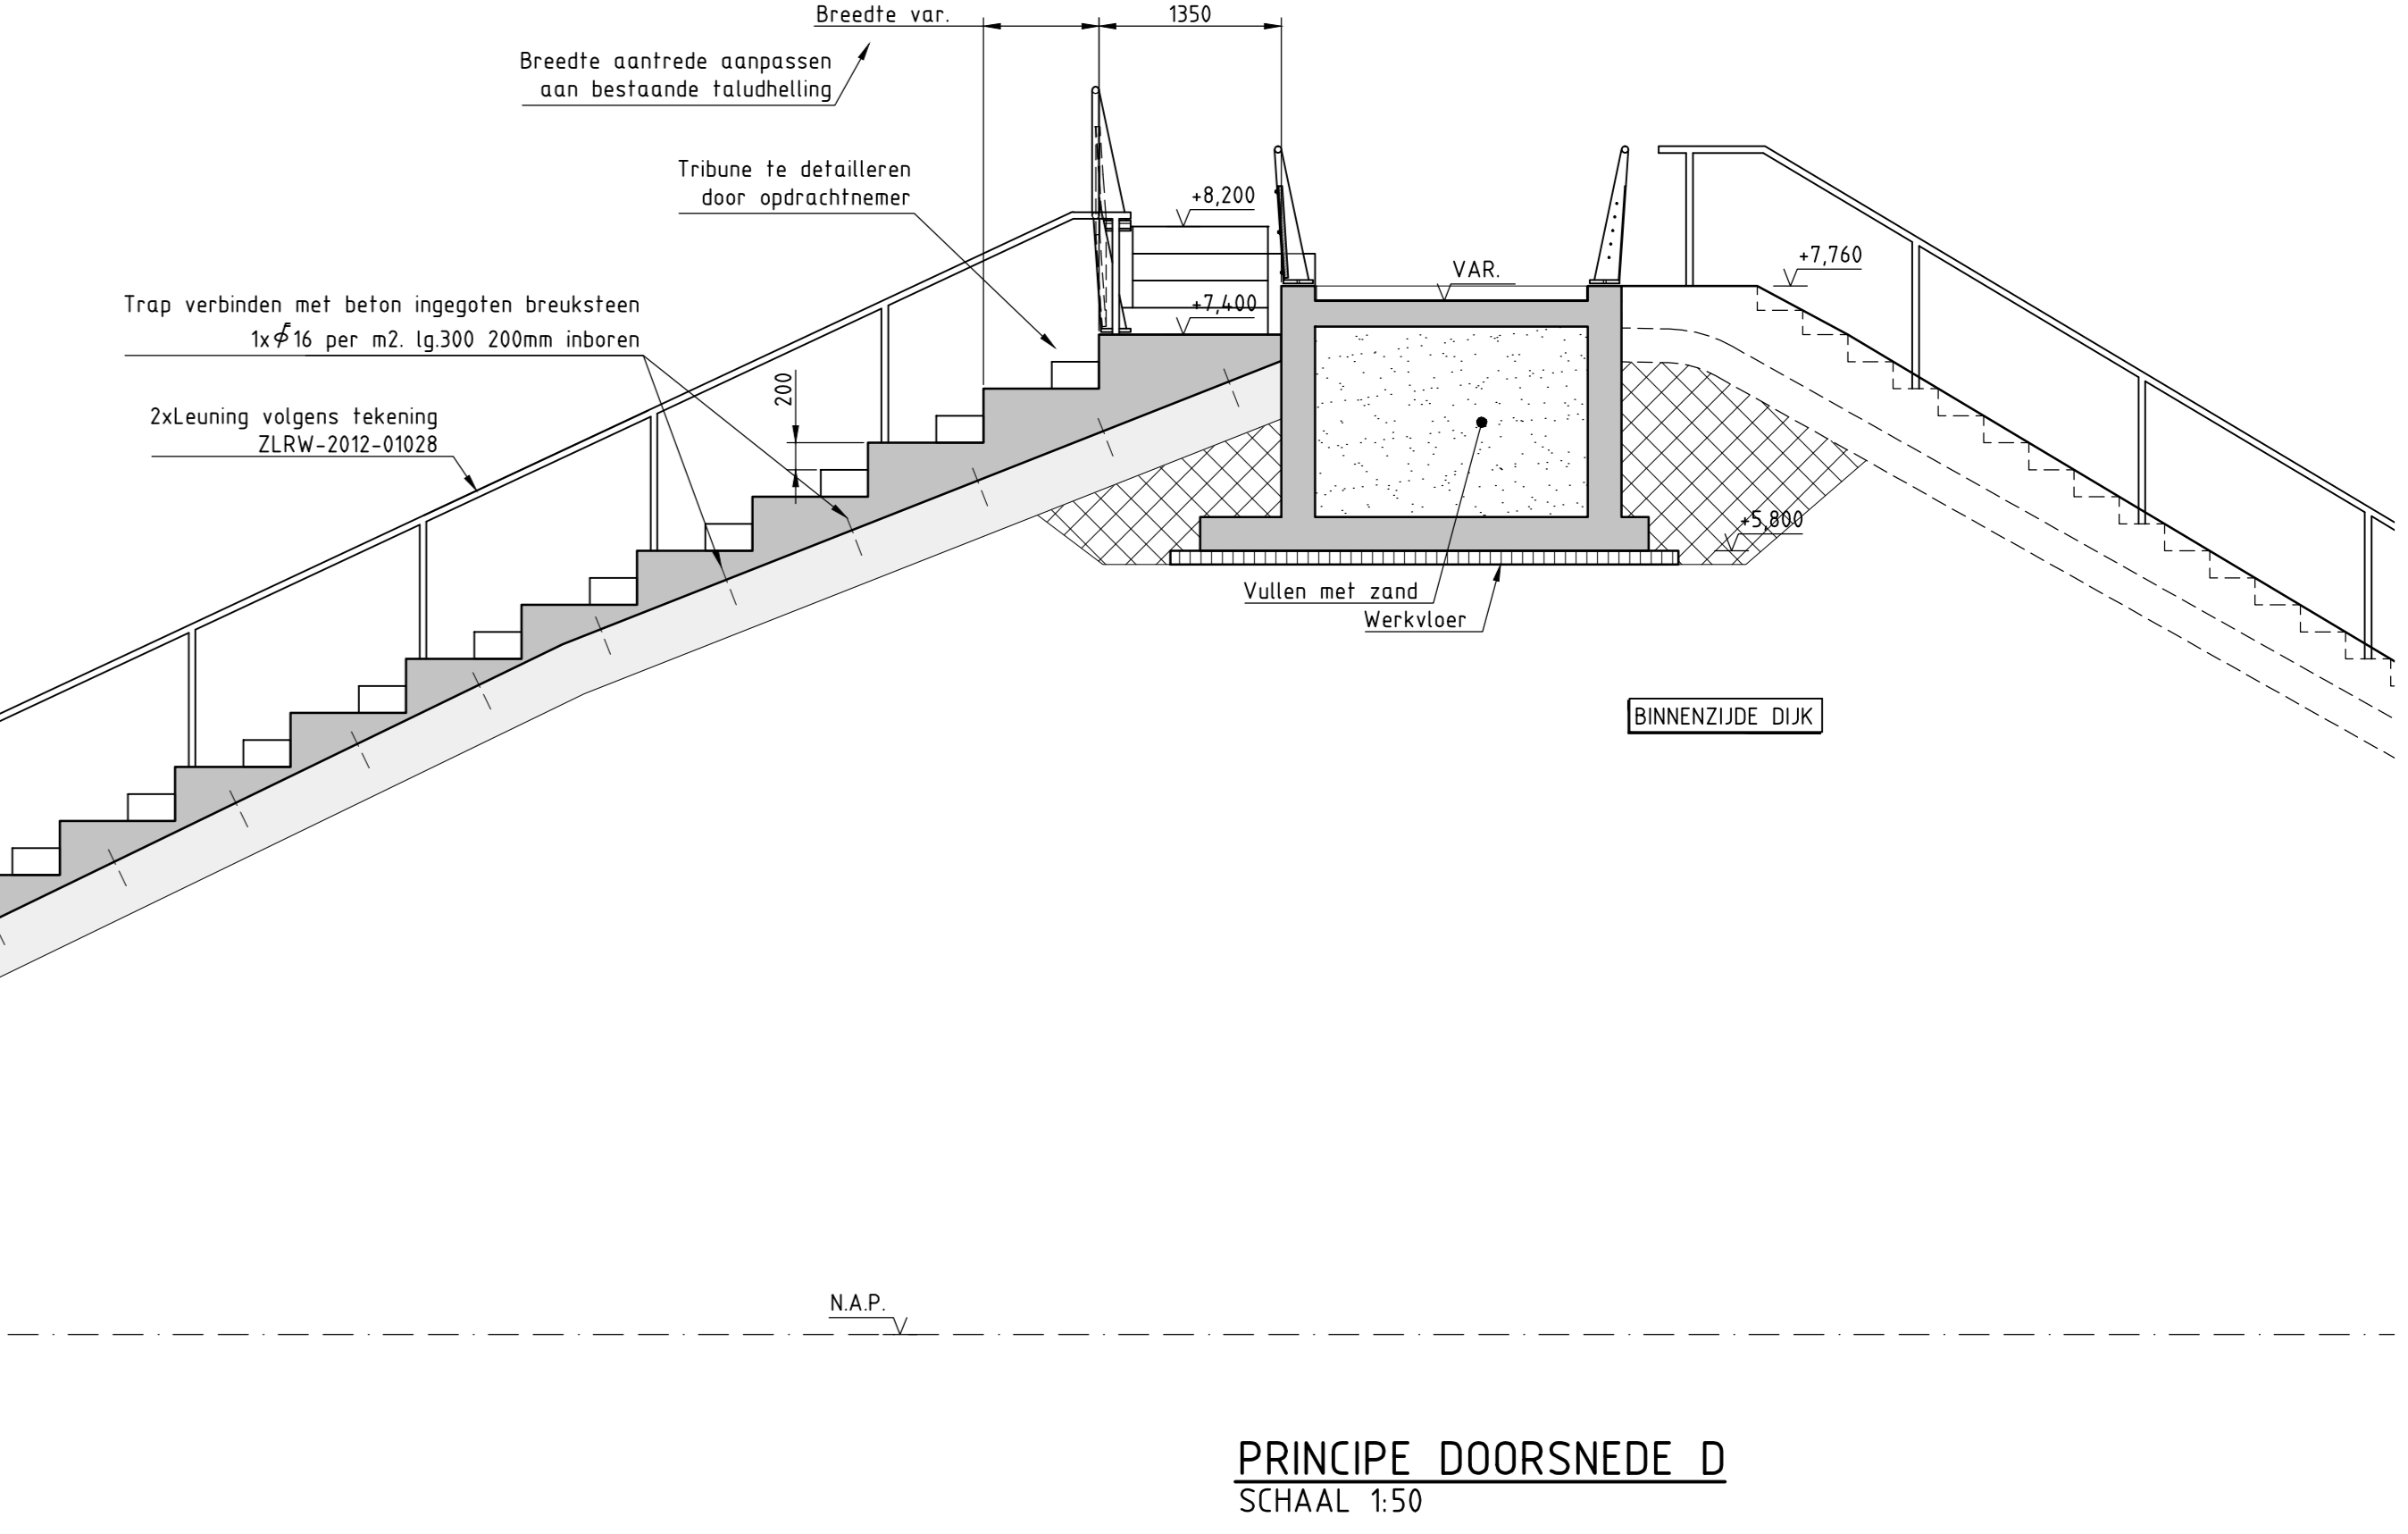 Breedte var.
1350
Breedte aantrede aanpassen
aan bestaande taludhelling
Tribune te detailleren
door opdrachtnemer
+8,200
+7,760
VAR.
+7,400
Trap verbinden met beton ingegoten breuksteen
1xϕ16 per m2. lg.300 200mm inboren
200
2xLeuning volgens tekening
ZLRW-2012-01028
+5,800
Vullen met zand
Werkvloer
BINNENZIJDE DIJK
N.A.P.
PRINCIPE DOORSNEDE D
SCHAAL 1:50